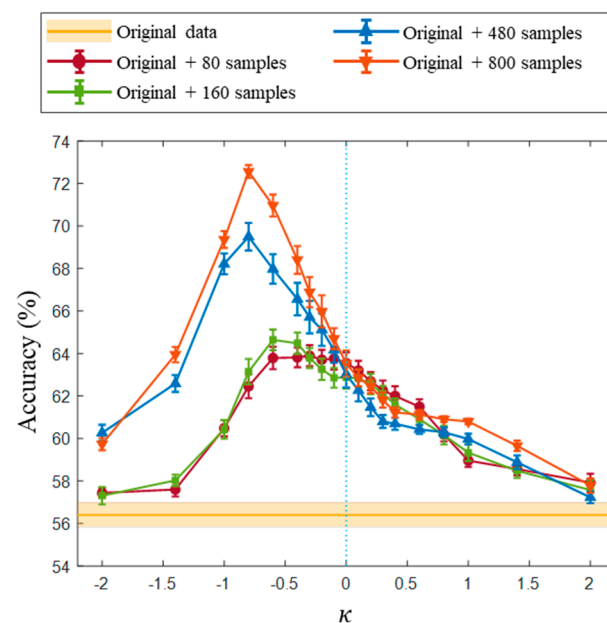 Original data
Original + 80 samples
Original + 160 samples
Original + 480 samples
Original + 800 samples
Accuracy (%)
74
72
70
68
66
64
62
60
58
56
54
-2
-1.5
-1
-0.5
0
0.5
1
1.5
2
κ